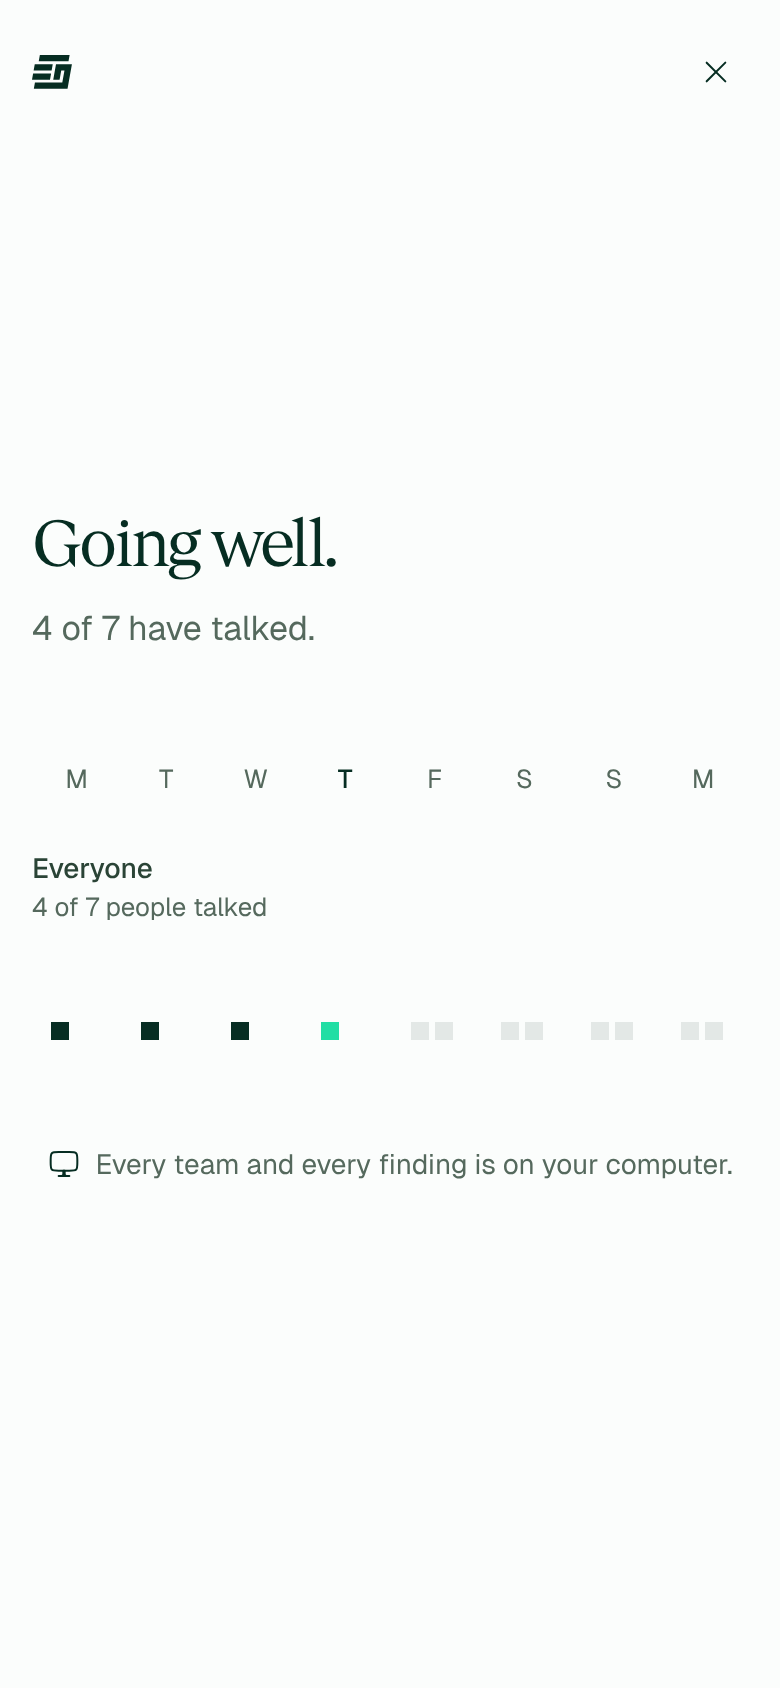 Going well.
4 of 7 have talked.
M T W T F S S M
Everyone
4 of 7 people talked
Every team and every finding is on your computer.